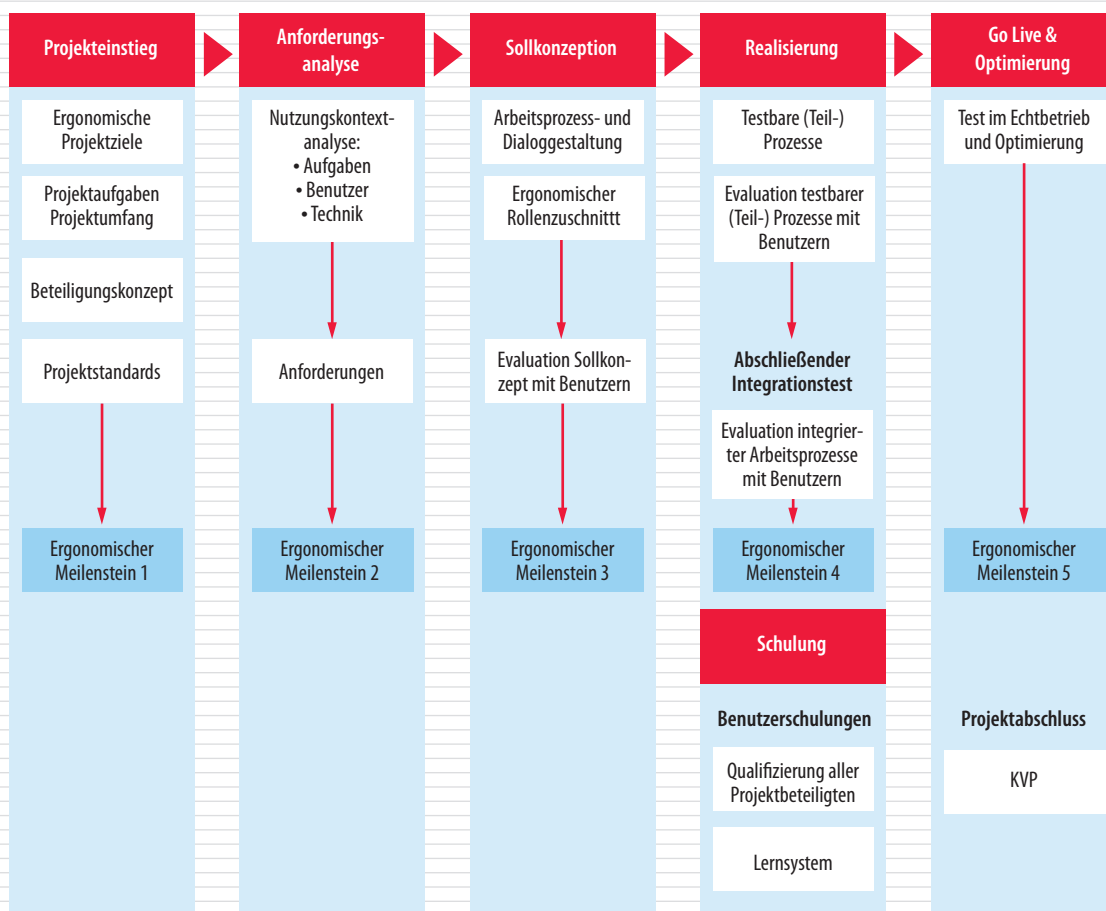 Projekteinstieg
Ergonomische
Projektziele
Projektaufgaben
Projektumfang
Beteiligungskonzept
Projektstandards
Ergonomischer
Meilenstein 1
Anforderungs-
analyse
Nutzungskontext-
analyse:
• Aufgaben
• Benutzer
• Technik
Anforderungen
Ergonomischer
Meilenstein 2
Sollkonzeption
Arbeitsprozess- und
Dialoggestaltung
Ergonomischer
Rollenzuschnittt
Evaluation Sollkon-
zept mit Benutzern
Ergonomischer
Meilenstein 3
Realisierung
Testbare (Teil-)
Prozesse
Evaluation testbarer
(Teil-) Prozesse mit
Benutzern
Abschließender
Integrationstest
Evaluation integrier-
ter Arbeitsprozesse
mit Benutzern
Ergonomischer
Meilenstein 4
Schulung
Benutzerschulungen
Qualifizierung aller
Projektbeteiligten
Lernsystem
Go Live &
Optimierung
Test im Echtbetrieb
und Optimierung
Ergonomischer
Meilenstein 5
Projektabschluss
KVP